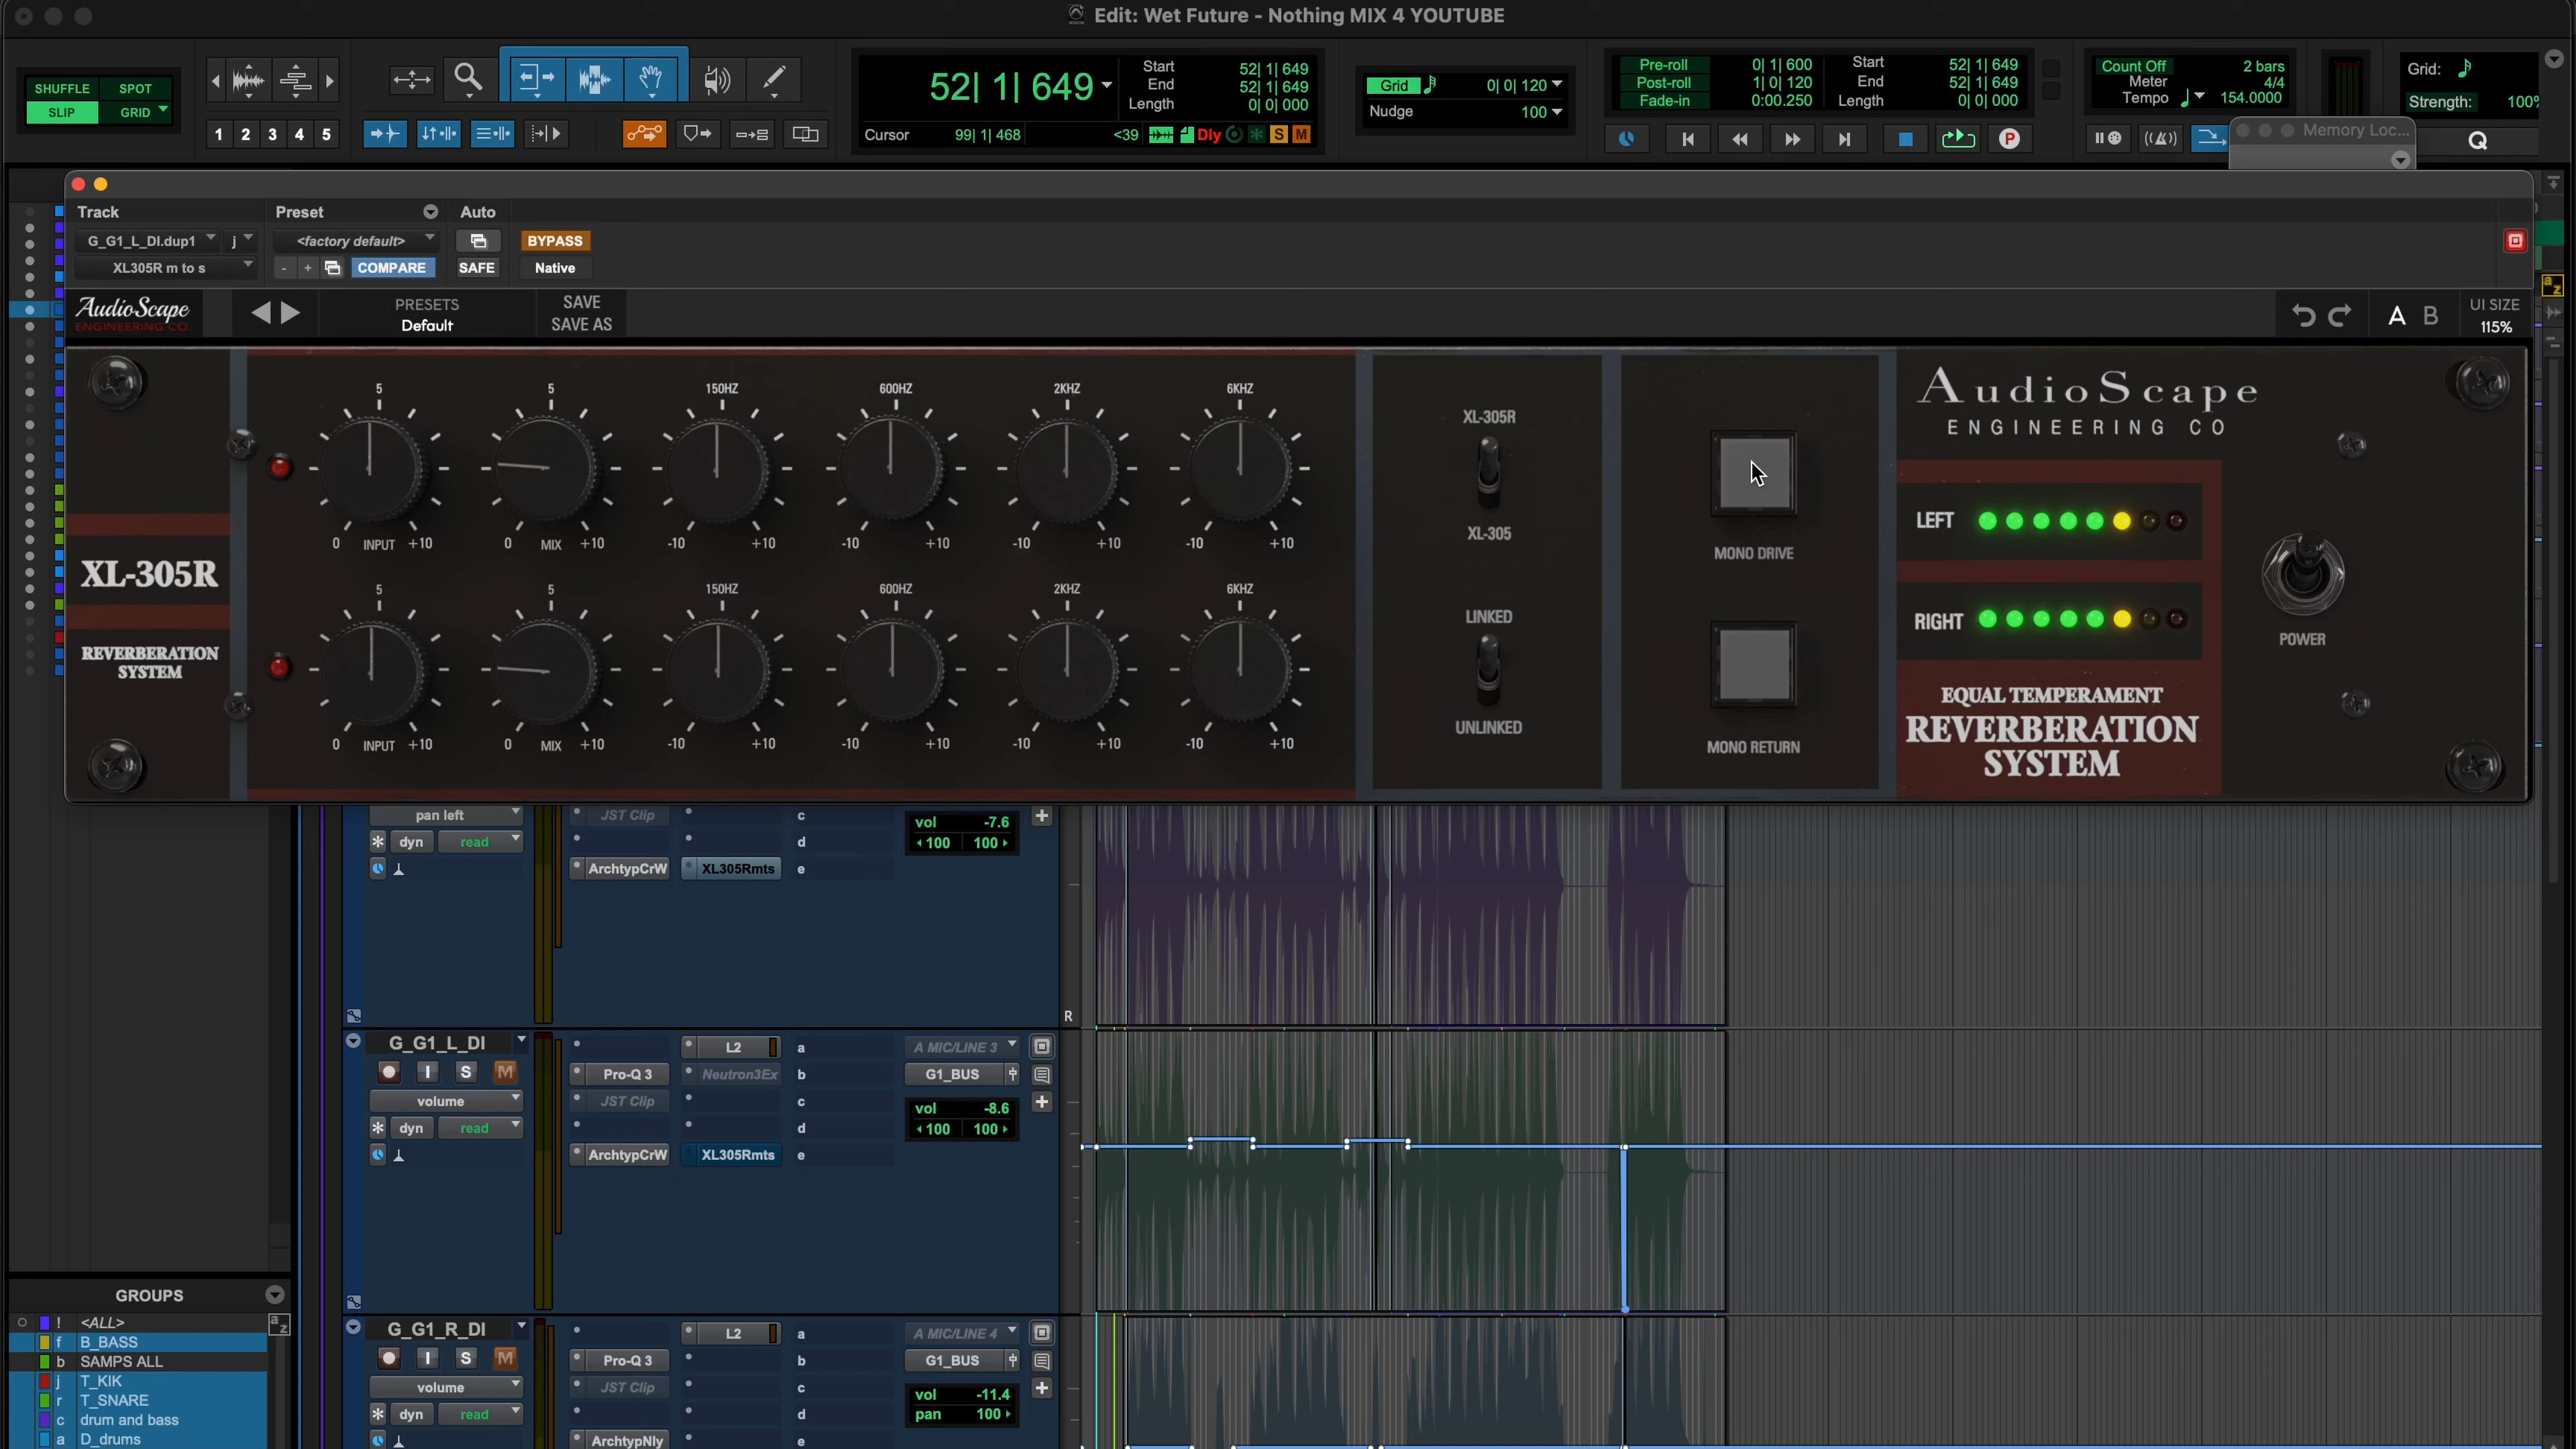 Edit: Wet Future - Nothing MIX 4 YOUTUBE
SHUFFLE SPOT
SLIP GRID
1 2 3 4 5
52| 1| 649
Start 52| 1| 649
End 52| 1| 649
Length 0| 0| 000
Cursor 99| 1| 468 <39 Dly S M
Grid 0| 0| 120
Nudge 100
Pre-roll 0| 1| 600
Post-roll 1| 0| 120
Fade-in 0:00.250
Start 52| 1| 649
End 52| 1| 649
Length 0| 0| 000
P
Count Off 2 bars
Meter 4/4
Tempo 154.0000
Grid:
Strength: 100%
Q
Memory Loc...
Track Preset Auto
G_G1_L_DI.dup1 j <factory default> BYPASS
XL305R m to s - + COMPARE SAFE Native
AudioScape
ENGINEERING CO.
PRESETS
Default
SAVE
SAVE AS
A B
UI SIZE
115%
5 5 150HZ 600HZ 2KHZ 6KHZ
0 INPUT +10 0 MIX +10 -10 +10 -10 +10 -10 +10 -10 +10
5 5 150HZ 600HZ 2KHZ 6KHZ
0 INPUT +10 0 MIX +10 -10 +10 -10 +10 -10 +10 -10 +10
XL-305R
REVERBERATION
SYSTEM
XL-305R
XL-305
LINKED
UNLINKED
MONO DRIVE
MONO RETURN
AudioScape
ENGINEERING CO
LEFT
RIGHT
POWER
EQUAL TEMPERAMENT
REVERBERATION
SYSTEM
pan left JST Clip c vol -7.6
dyn read d 100 100
ArchtypCrW XL305Rmts e
R
G_G1_L_DI L2 a A MIC/LINE 3
I S M Pro-Q 3 Neutron3Ex b G1_BUS
volume JST Clip c vol -8.6
dyn read d 100 100
ArchtypCrW XL305Rmts e
G_G1_R_DI L2 a A MIC/LINE 4
I S M Pro-Q 3 b G1_BUS
volume JST Clip c vol -11.4
dyn read d pan 100
ArchtypNly e
GROUPS
! <ALL>
f B_BASS
b SAMPS ALL
j T_KIK
r T_SNARE
c drum and bass
a D_drums
a z
a z